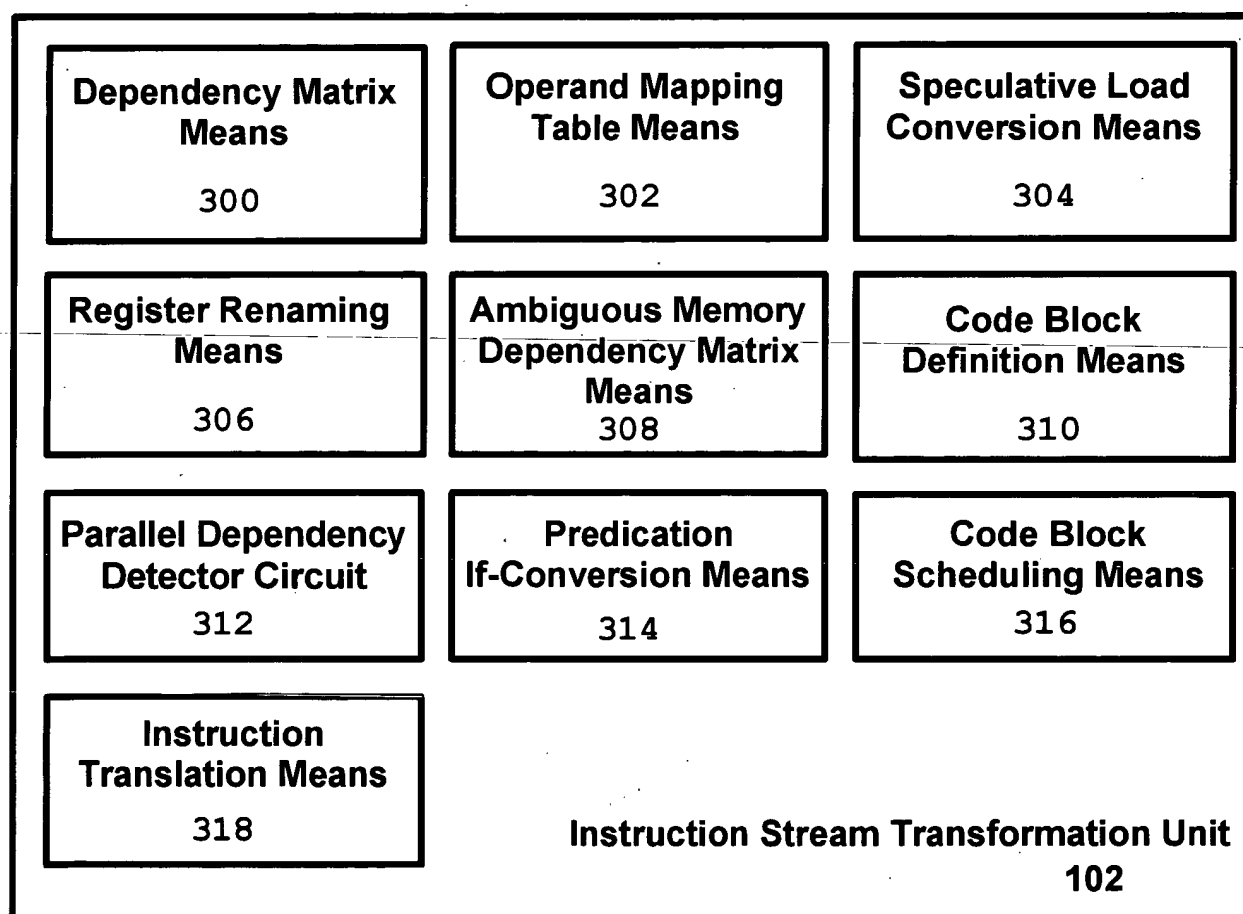 Dependency Matrix
Means
300
Operand Mapping
Table Means
302
Speculative Load
Conversion Means
304
Register Renaming
Means
306
Ambiguous Memory
Dependency Matrix
Means
308
Code Block
Definition Means
310
Parallel Dependency
Detector Circuit
312
Predication
If-Conversion Means
314
Code Block
Scheduling Means
316
Instruction
Translation Means
318
Instruction Stream Transformation Unit
102